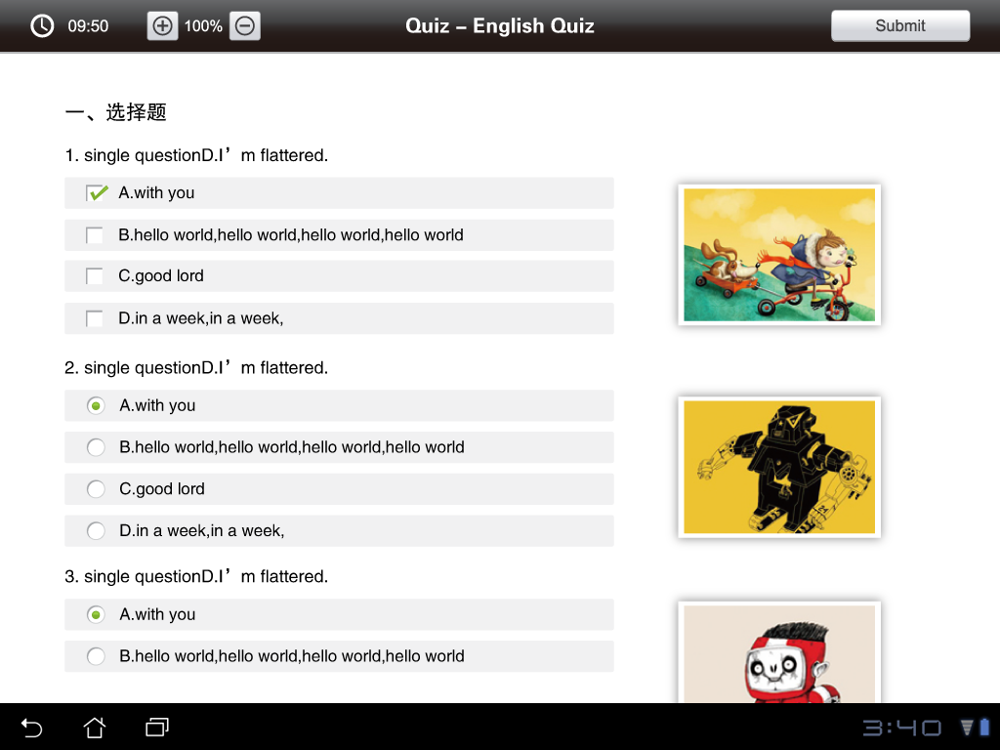 09:50
100%
Quiz – English Quiz
Submit
一、选择题
1. single questionD.I’m flattered.
A.with you
B.hello world,hello world,hello world,hello world
C.good lord
D.in a week,in a week,
2. single questionD.I’m flattered.
A.with you
B.hello world,hello world,hello world,hello world
C.good lord
D.in a week,in a week,
3. single questionD.I’m flattered.
A.with you
B.hello world,hello world,hello world,hello world
3:40